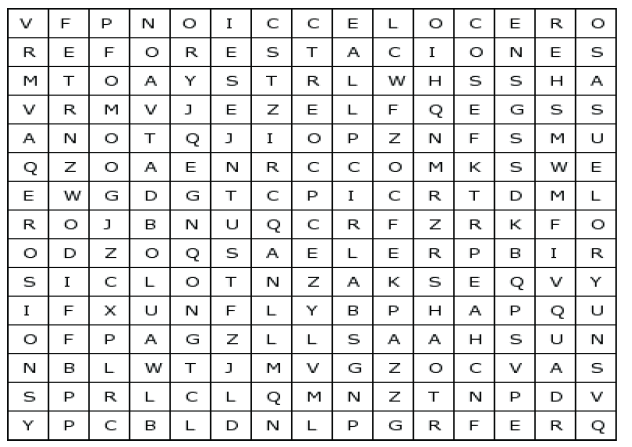 V F P N O I C C E L O C E R O
R E F O R E S T A C I O N E S
M T O A Y S T R L W H S S H A
V R M V J E Z E L F Q E G S S
A N O T Q J I O P Z N F S M U
Q Z O A E N R C C O M K S W E
E W G D G T C P I C R T D M L
R O J B N U Q C R F Z R K F O
O D Z O Q S A E L E R P B I R
S I C L O T N Z A K S E Q V Y
I F X U N F L Y B P H A P Q U
O F P A G Z L L S A A H S U N
N B L W T J M V G Z O C V A S
S P R L C L Q M N Z T N P D V
Y P C B L D N L P G R F E R Q